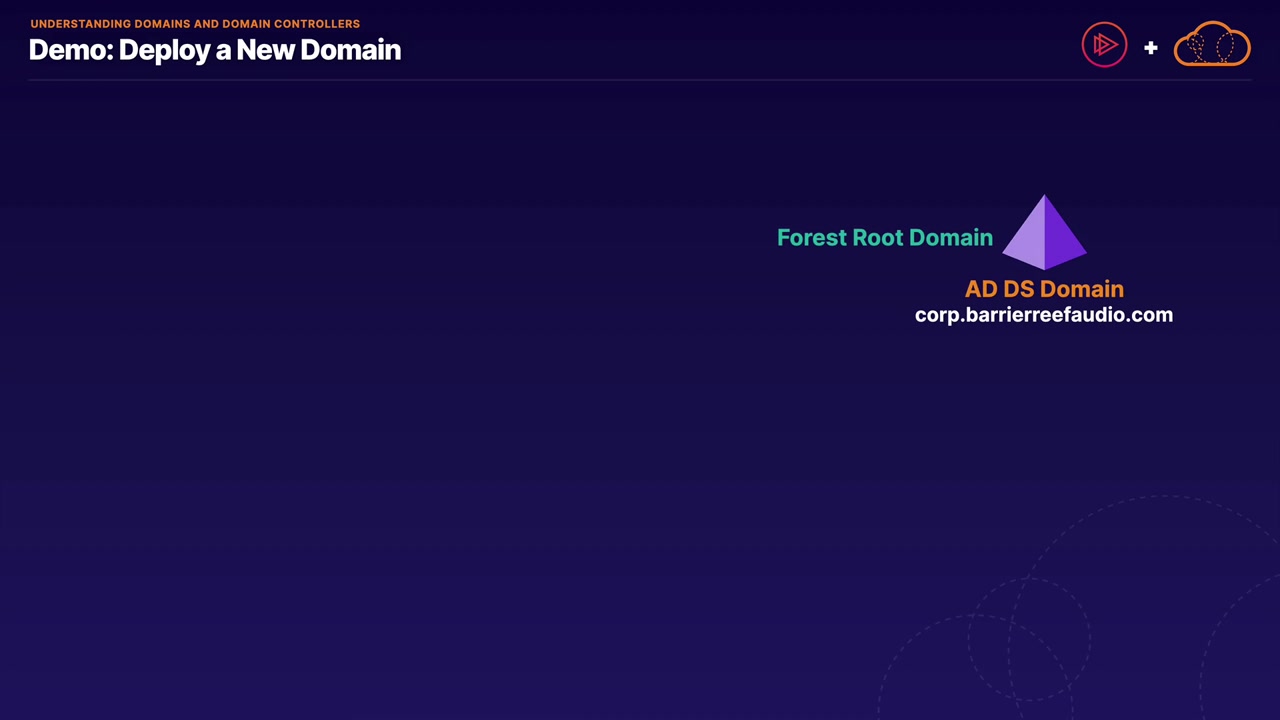 UNDERSTANDING DOMAINS AND DOMAIN CONTROLLERS
Demo: Deploy a New Domain
+
Forest Root Domain
AD DS Domain
corp.barrierreefaudio.com